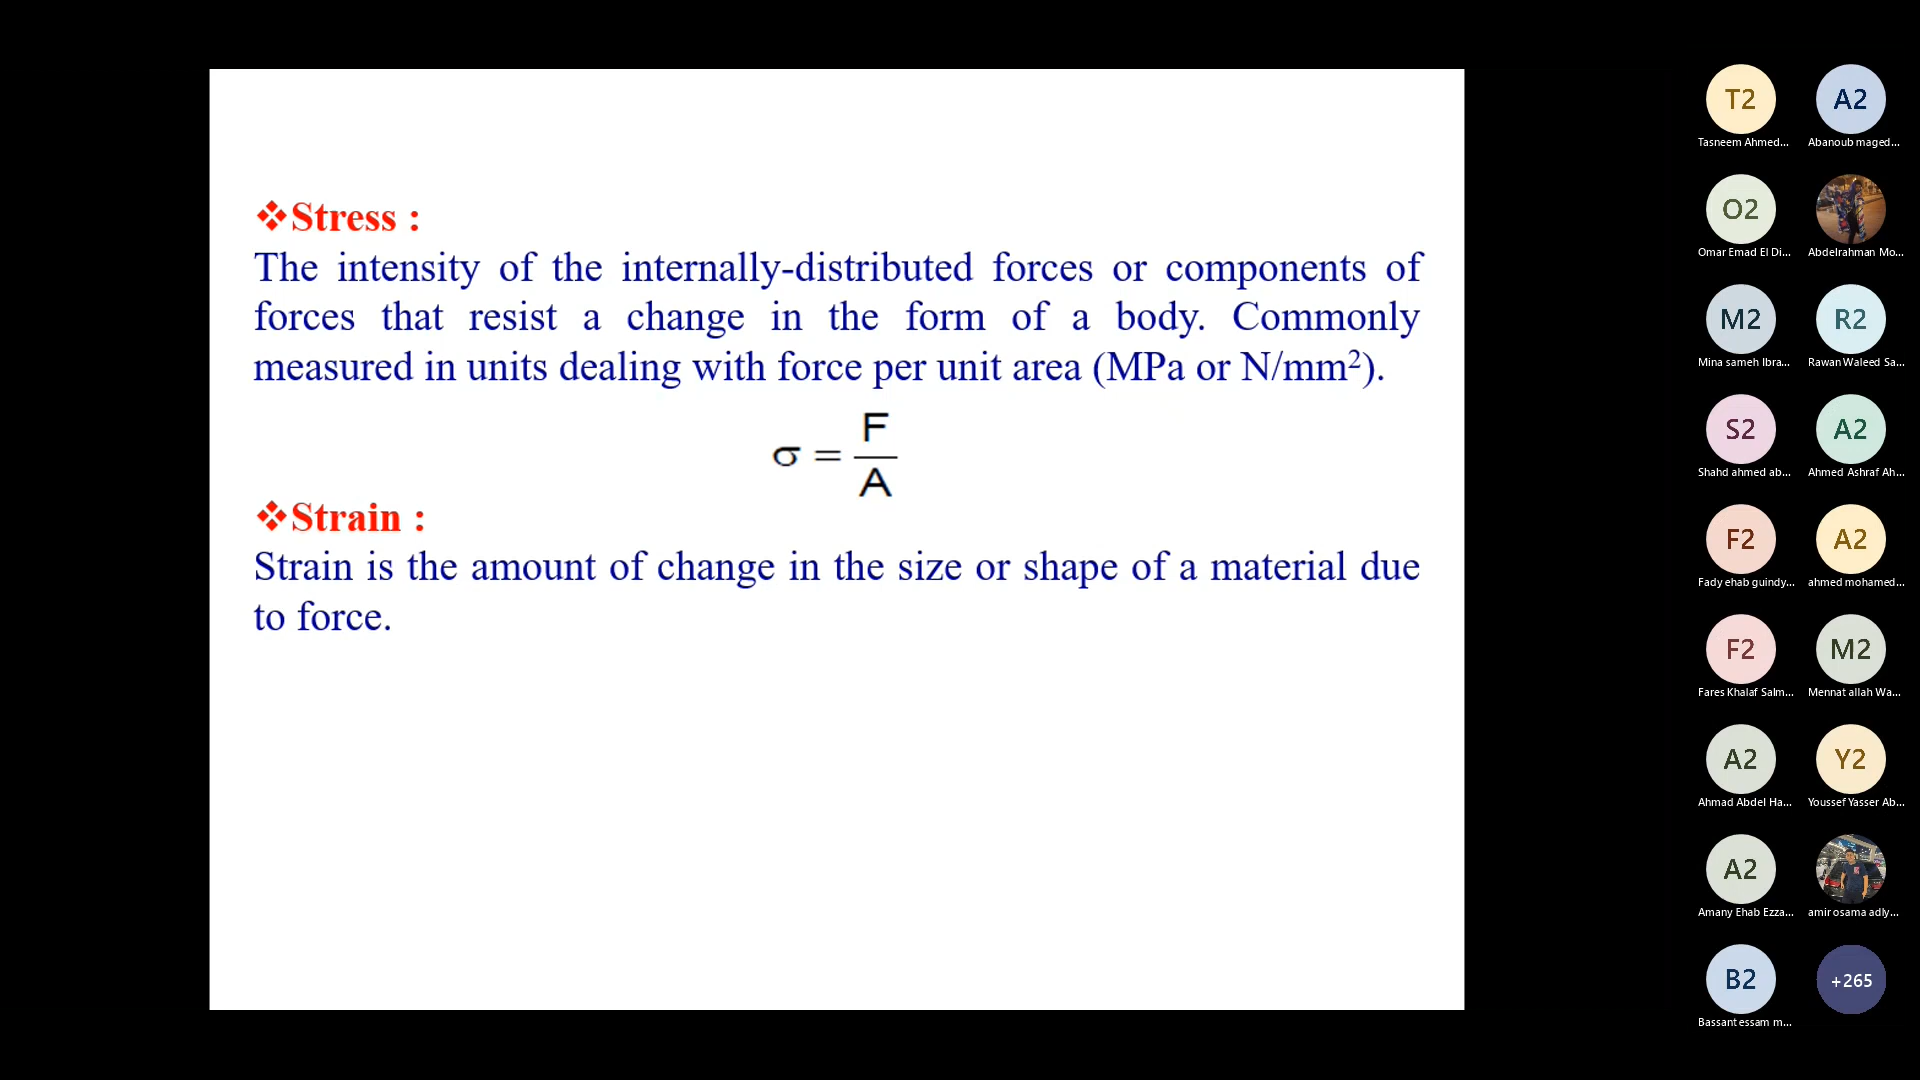 ❖Stress :
The intensity of the internally-distributed forces or components of
forces that resist a change in the form of a body. Commonly
measured in units dealing with force per unit area (MPa or N/mm²).
σ = F
A
❖Strain :
Strain is the amount of change in the size or shape of a material due
to force.
T2 A2
Tasneem Ahmed... Abanoub maged...
O2
Omar Emad El Di... Abdelrahman Mo...
M2 R2
Mina sameh Ibra... Rawan Waleed Sa...
S2 A2
Shahd ahmed ab... Ahmed Ashraf Ah...
F2 A2
Fady ehab guindy... ahmed mohamed...
F2 M2
Fares Khalaf Salm... Mennat allah Wa...
A2 Y2
Ahmad Abdel Ha... Youssef Yasser Ab...
A2
Amany Ehab Ezza... amir osama adly...
B2 +265
Bassant essam m...